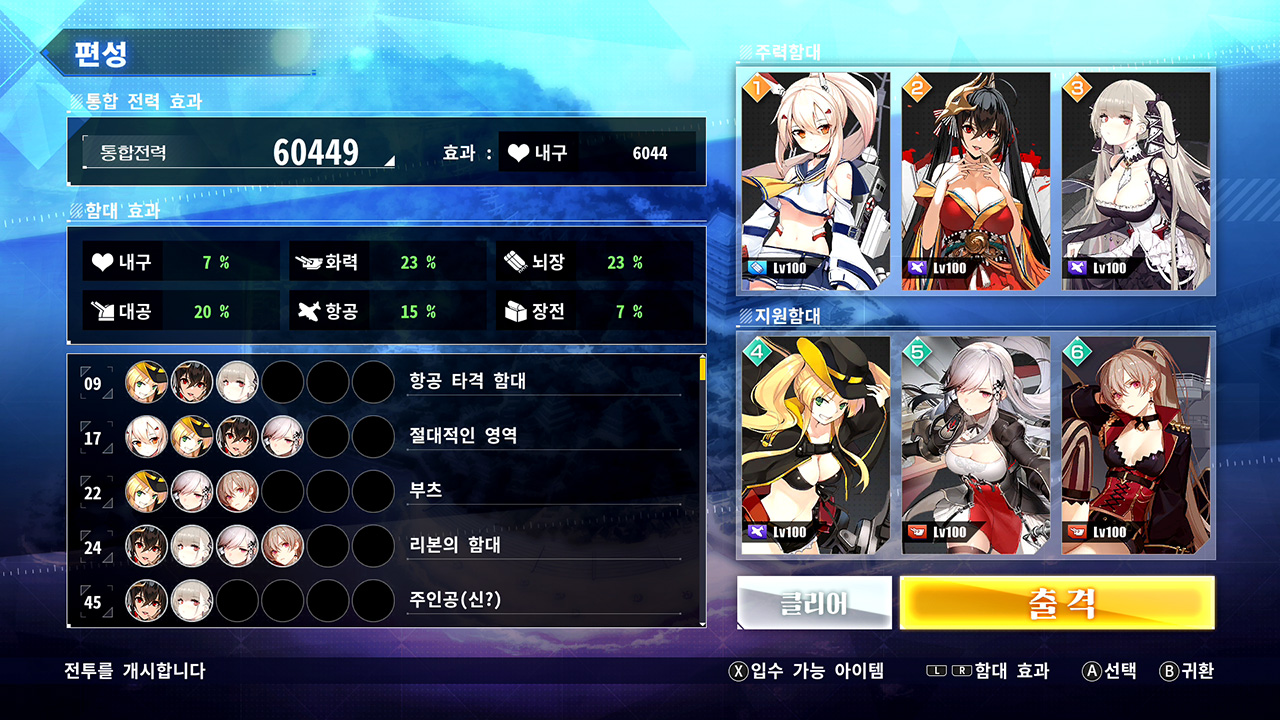 편성
통합 전력 효과
통합전력 60449 효과 : 내구 6044
함대 효과
내구 7 % 화력 23 % 뇌장 23 %
대공 20 % 항공 15 % 장전 7 %
09 항공 타격 함대
17 절대적인 영역
22 부츠
24 리본의 함대
45 주인공(신?)
주력함대
1 2 3
Lv100 Lv100 Lv100
지원함대
4 5 6
Lv100 Lv100 Lv100
클리어 출격
전투를 개시합니다 X 입수 가능 아이템 L R 함대 효과 A 선택 B 귀환